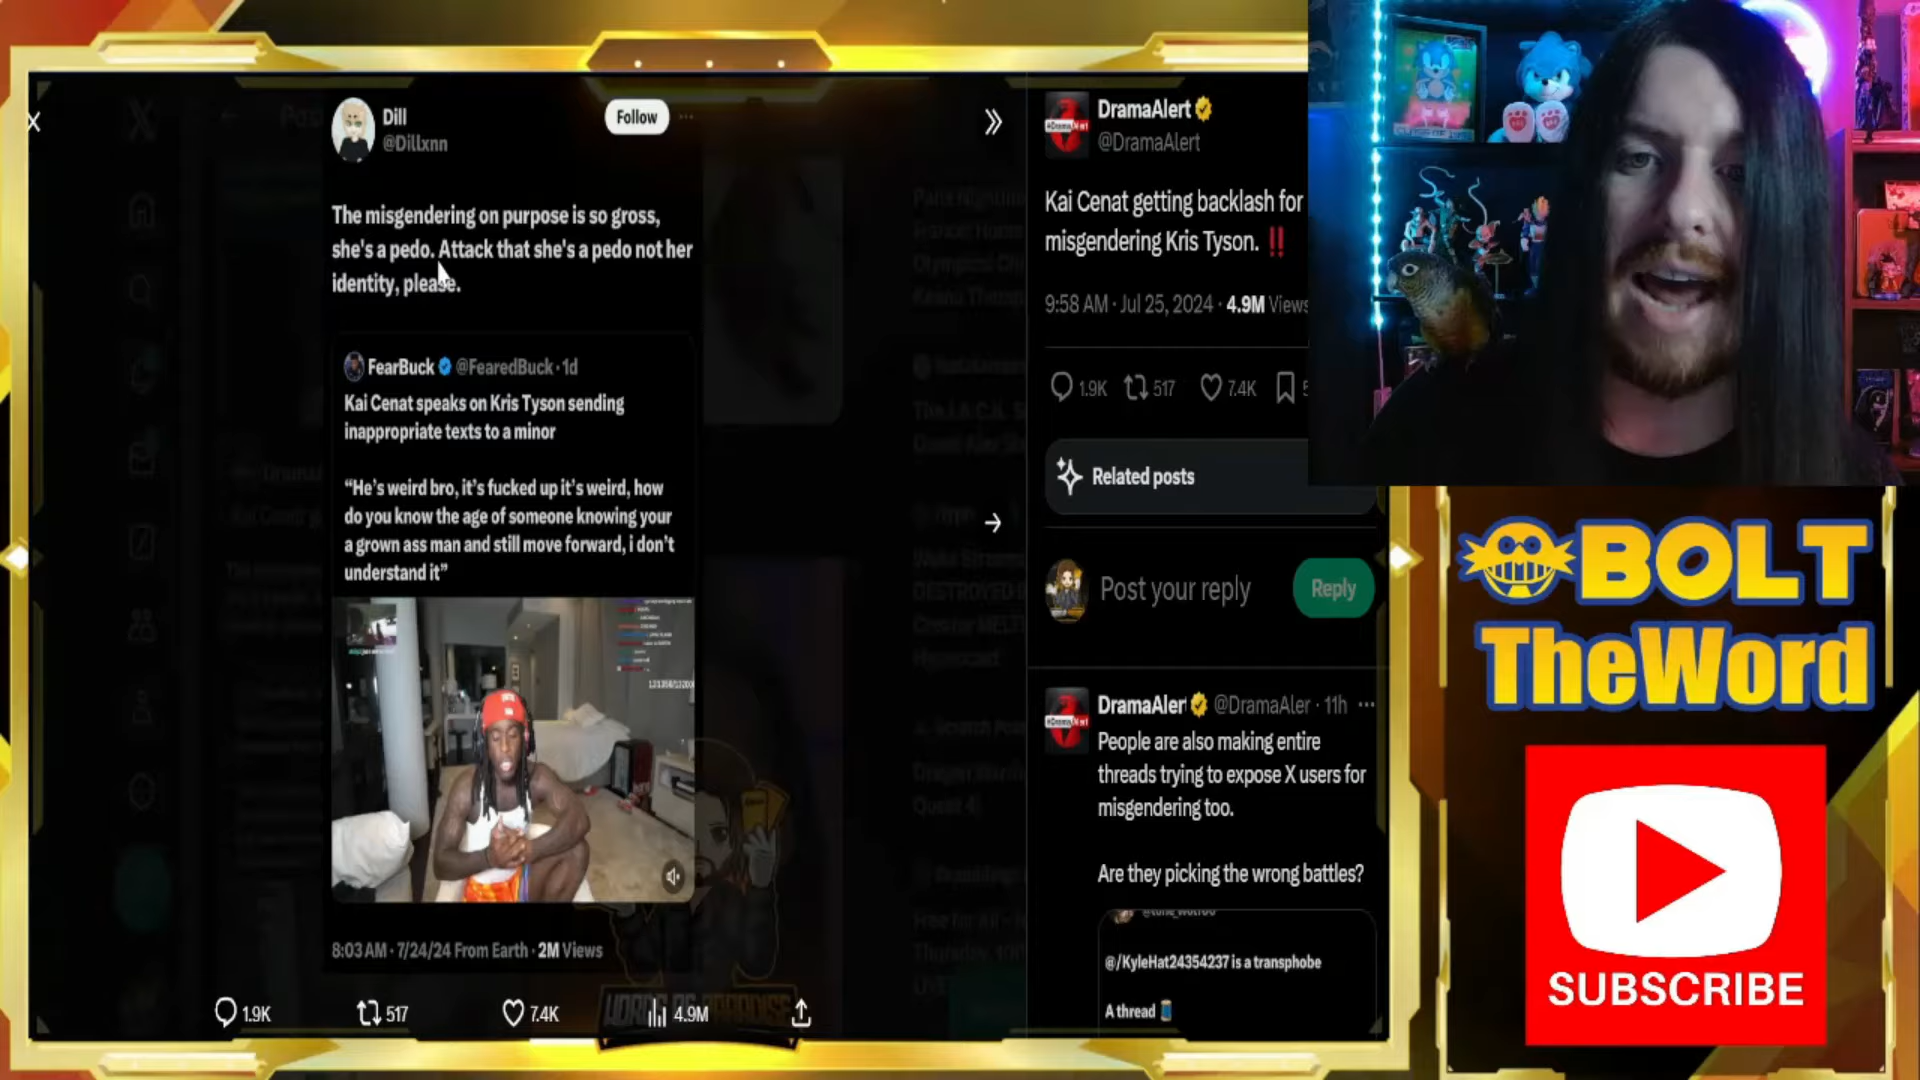 Dill
@Dillxnn
Follow
The misgendering on purpose is so gross,
she's a pedo. Attack that she's a pedo not her
identity, please.
FearBuck @FearedBuck · 1d
Kai Cenat speaks on Kris Tyson sending
inappropriate texts to a minor
“He's weird bro, it's fucked up it's weird, how
do you know the age of someone knowing your
a grown ass man and still move forward, i don't
understand it”
8:03 AM · 7/24/24 From Earth · 2M Views
1.9K 517 7.4K 4.9M
DramaAlert
@DramaAlert
Kai Cenat getting backlash for
misgendering Kris Tyson. ‼️
9:58 AM · Jul 25, 2024 · 4.9M Views
1.9K 517 7.4K 5
Related posts
Post your reply
Reply
DramaAler @DramaAler · 11h
People are also making entire
threads trying to expose X users for
misgendering too.
Are they picking the wrong battles?
@/KyleHat24354237 is a transphobe
A thread 🧵
BOLT
TheWord
SUBSCRIBE